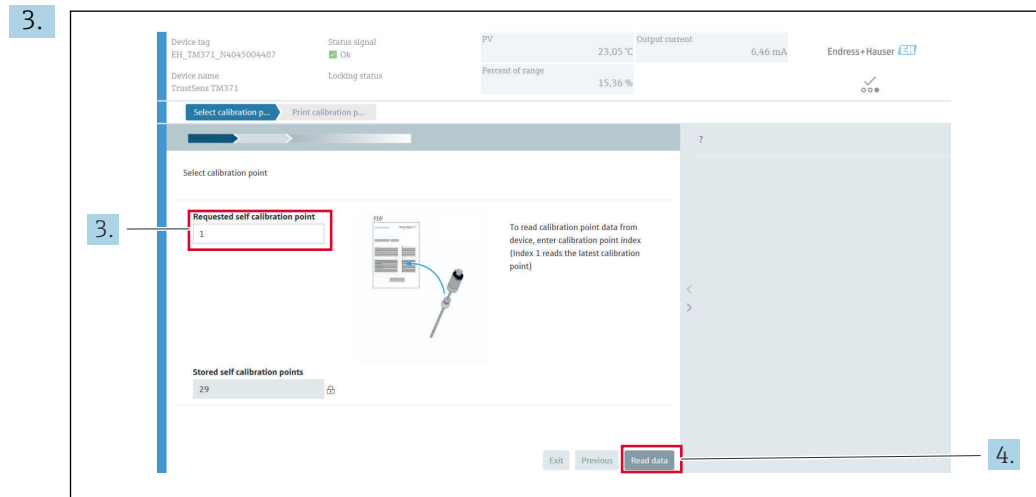 3.
Device tag
EH_TM371_N4045004487
Status signal
Ok
PV
23,05 °C
Output current
6,46 mA
Endress+Hauser EH
Device name
TrustSens TM371
Locking status
Percent of range
15,36 %
Select calibration p...
Print calibration p...
?
Select calibration point
3.
Requested self calibration point
1
PDF
To read calibration point data from
device, enter calibration point index
(Index 1 reads the latest calibration
point)
<
>
Stored self calibration points
29
Exit
Previous
Read data
4.